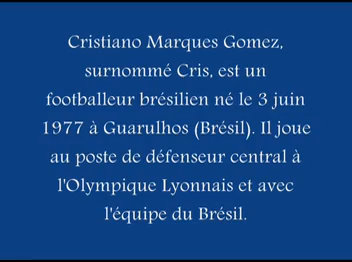 Cristiano Marques Gomez,
surnommé Cris, est un
footballeur brésilien né le 3 juin
1977 à Guarulhos (Brésil). Il joue
au poste de défenseur central à
l'Olympique Lyonnais et avec
l'équipe du Brésil.